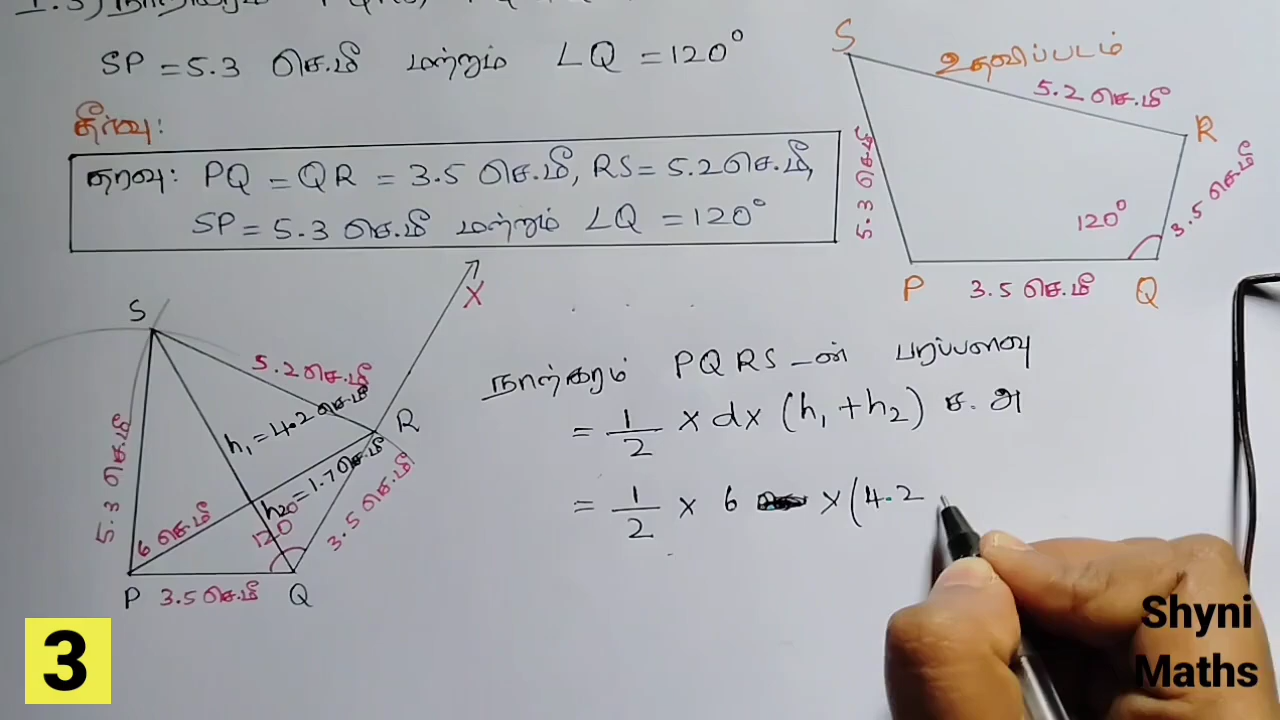 SP = 5.3 செ.மீ மற்றும் ∠Q = 120°
தீர்வு:
தரவு: PQ = QR = 3.5 செ.மீ, RS = 5.2 செ.மீ,
SP = 5.3 செ.மீ மற்றும் ∠Q = 120°
S
உதவிப்படம்
5.2 செ.மீ
R
5.3 செ.மீ
120°
3.5 செ.மீ
P 3.5 செ.மீ Q
X
S
5.2 செ.மீ
h₁ = 4.2 செ.மீ
R
5.3 செ.மீ
h₂ = 1.7 செ.மீ
6 செ.மீ
120°
3.5 செ.மீ
P 3.5 செ.மீ Q
நாற்கரம் PQRS -ன் பரப்பளவு
= 1/2 × d × (h₁ + h₂) ச. அ
= 1/2 × 6 × (4.2
3
Shyni
Maths